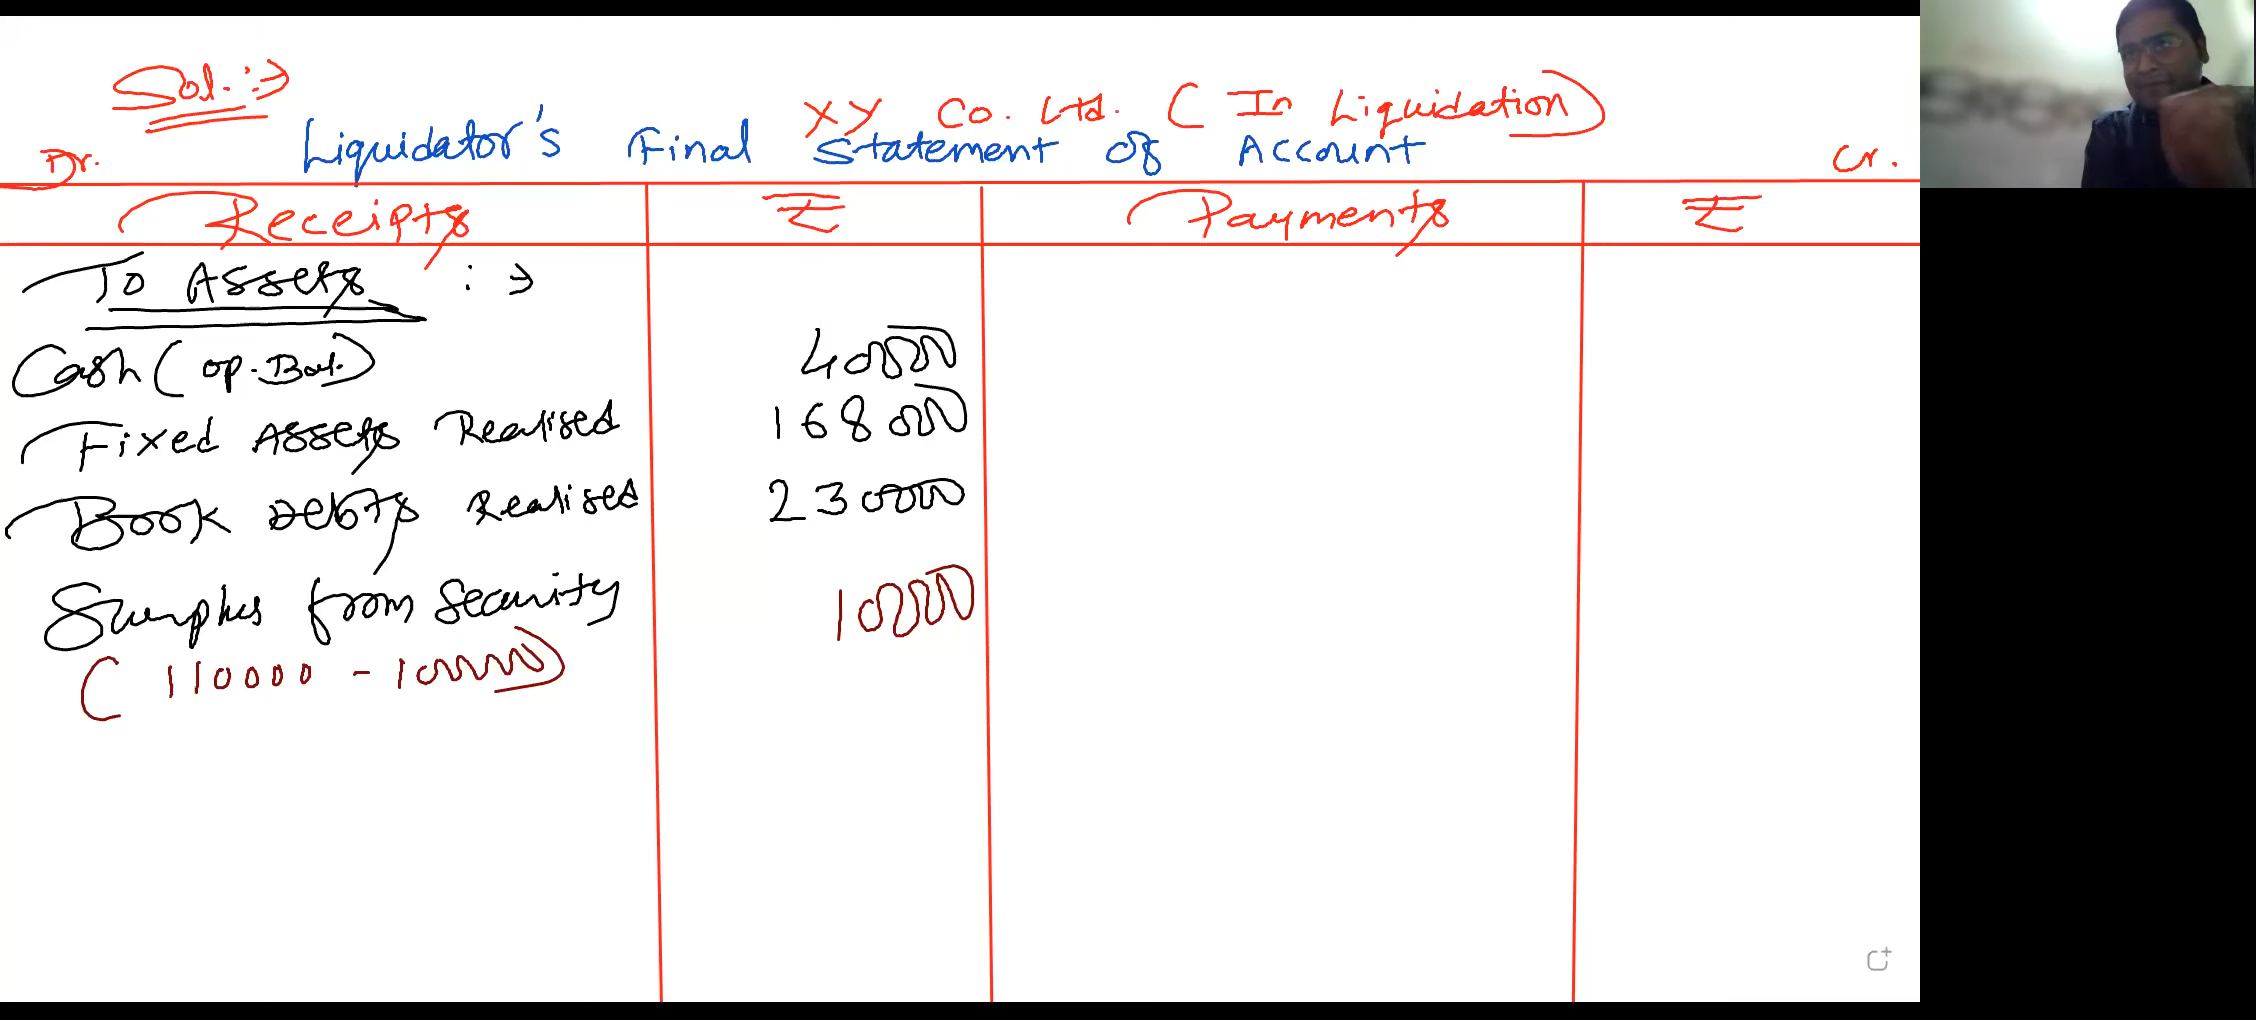 Sol. :→
XY Co. Ltd. (In Liquidation)
Dr. Liquidator's Final Statement of Account Cr.
Receipts ₹ Payments ₹
To Assets :→
Cash (op. Bal.) 40000
Fixed Assets Realised 168000
Book Debts Realised 230000
Surplus from Security 10000
(110000 - 100000)